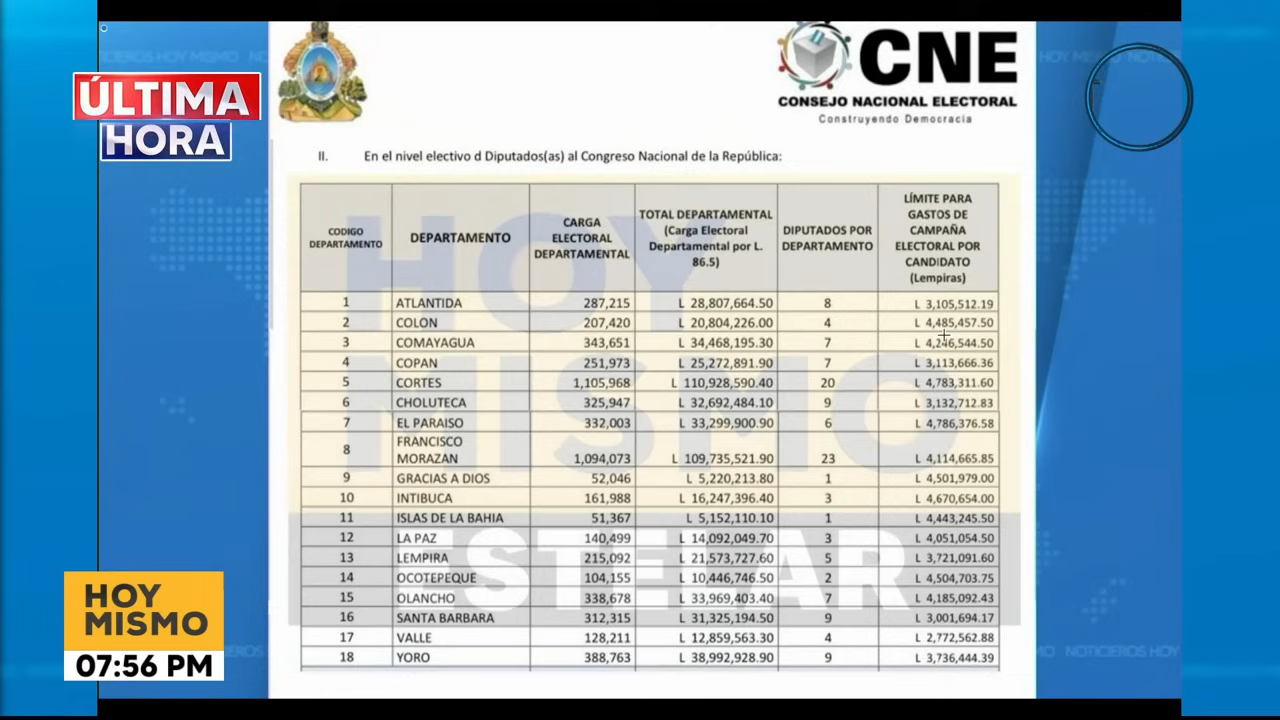 ÚLTIMA
HORA
CNE
CONSEJO NACIONAL ELECTORAL
Construyendo Democracia
II. En el nivel electivo d Diputados(as) al Congreso Nacional de la República:
CODIGO DEPARTAMENTO DEPARTAMENTO CARGA ELECTORAL DEPARTAMENTAL TOTAL DEPARTAMENTAL (Carga Electoral Departamental por L. 86.5) DIPUTADOS POR DEPARTAMENTO LÍMITE PARA GASTOS DE CAMPAÑA ELECTORAL POR CANDIDATO (Lempiras)
1 ATLANTIDA 287,215 L 28,807,664.50 8 L 3,105,512.19
2 COLON 207,420 L 20,804,226.00 4 L 4,485,457.50
3 COMAYAGUA 343,651 L 34,468,195.30 7 L 4,246,544.50
4 COPAN 251,973 L 25,272,891.90 7 L 3,113,666.36
5 CORTES 1,105,968 L 110,928,590.40 20 L 4,783,311.60
6 CHOLUTECA 325,947 L 32,692,484.10 9 L 3,132,712.83
7 EL PARAISO 332,003 L 33,299,900.90 6 L 4,786,376.58
8 FRANCISCO MORAZAN 1,094,073 L 109,735,521.90 23 L 4,114,665.85
9 GRACIAS A DIOS 52,046 L 5,220,213.80 1 L 4,501,979.00
10 INTIBUCA 161,988 L 16,247,396.40 3 L 4,670,654.00
11 ISLAS DE LA BAHIA 51,367 L 5,152,110.10 1 L 4,443,245.50
12 LA PAZ 140,499 L 14,092,049.70 3 L 4,051,054.50
13 LEMPIRA 215,092 L 21,573,727.60 5 L 3,721,091.60
14 OCOTEPEQUE 104,155 L 10,446,746.50 2 L 4,504,703.75
15 OLANCHO 338,678 L 33,969,403.40 7 L 4,185,092.43
16 SANTA BARBARA 312,315 L 31,325,194.50 9 L 3,001,694.17
17 VALLE 128,211 L 12,859,563.30 4 L 2,772,562.88
18 YORO 388,763 L 38,992,928.90 9 L 3,736,444.39
HOY
MISMO
ESTELAR
HOY
MISMO
07:56 PM
NOTICIEROS HOY